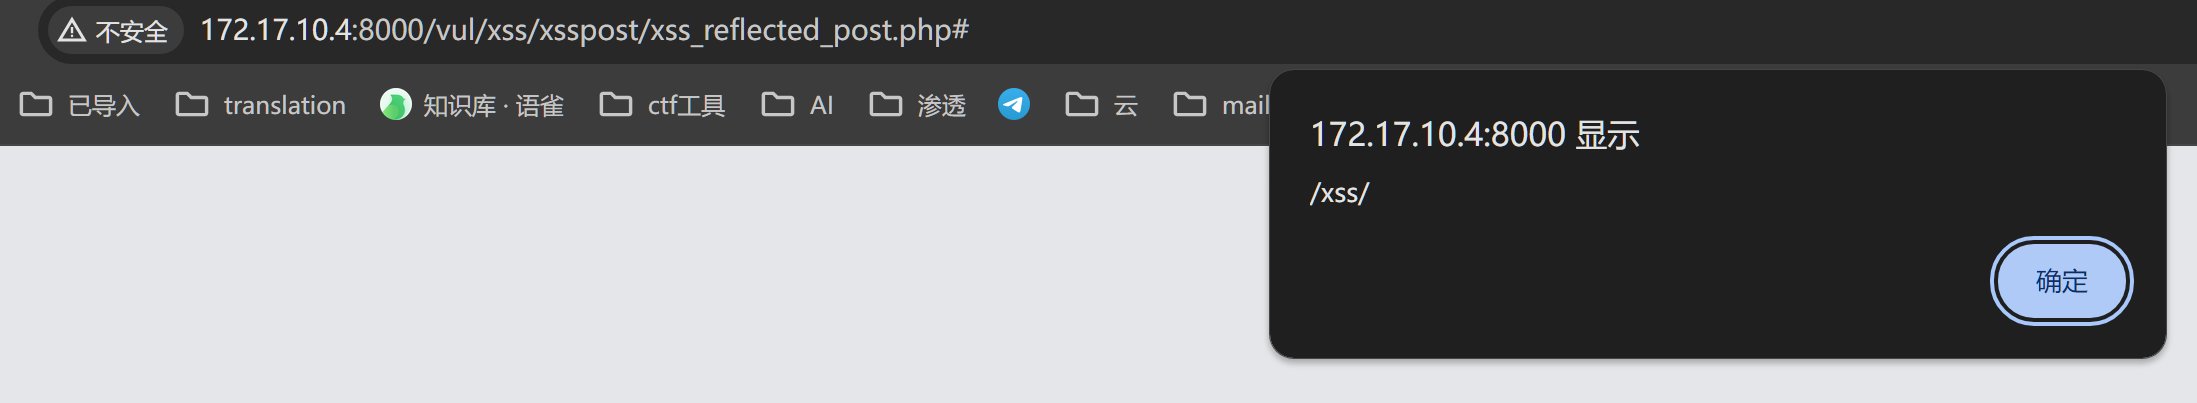 不安全 172.17.10.4:8000/vul/xss/xsspost/xss_reflected_post.php#
已导入 translation 知识库 · 语雀 ctf工具 AI 渗透 云 mail
172.17.10.4:8000 显示
/xss/
确定